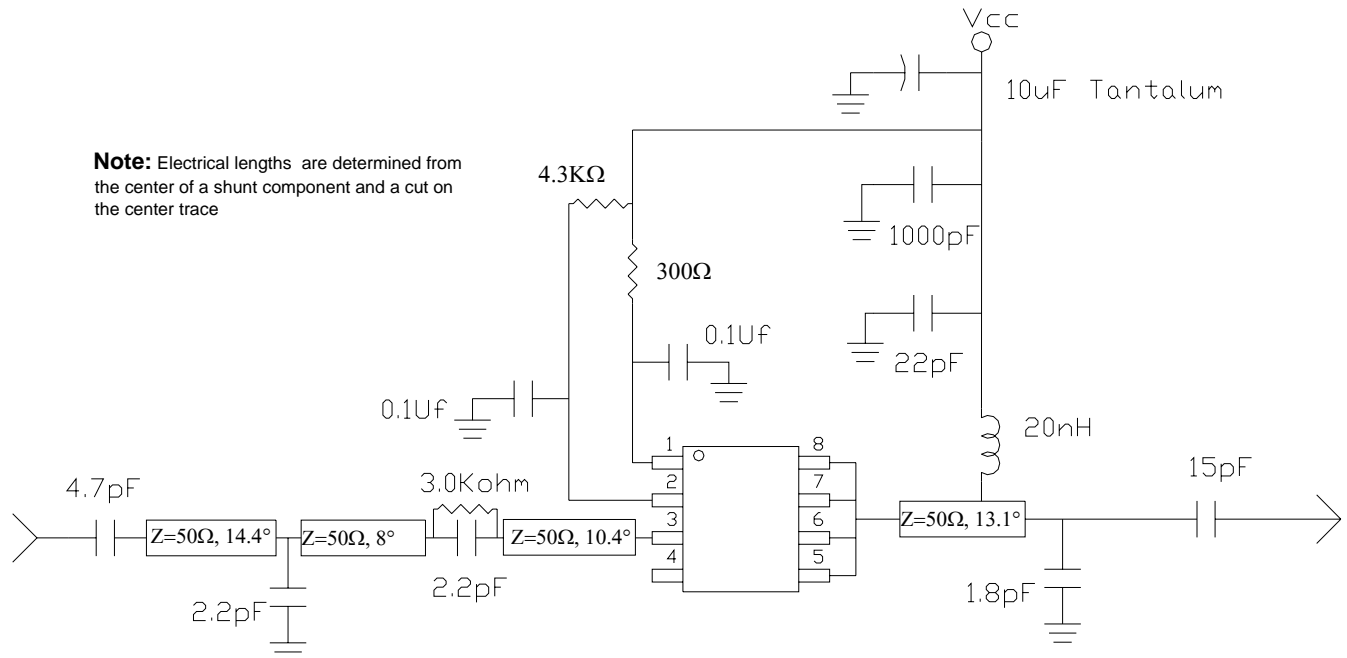 Vcc
10uF Tantalum
Note: Electrical lengths are determined from
the center of a shunt component and a cut on
the center trace
4.3KΩ
1000pF
300Ω
0.1Uf
22pF
0.1Uf
20nH
1
2
3
4
8
7
6
5
4.7pF
3.0Kohm
15pF
Z=50Ω, 14.4°
Z=50Ω, 8°
Z=50Ω, 10.4°
Z=50Ω, 13.1°
2.2pF
2.2pF
1.8pF